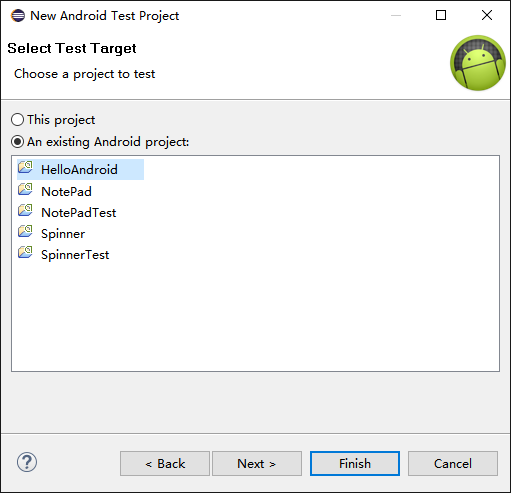 New Android Test Project
Select Test Target
Choose a project to test
This project
An existing Android project:
HelloAndroid
NotePad
NotePadTest
Spinner
SpinnerTest
?
< Back
Next >
Finish
Cancel